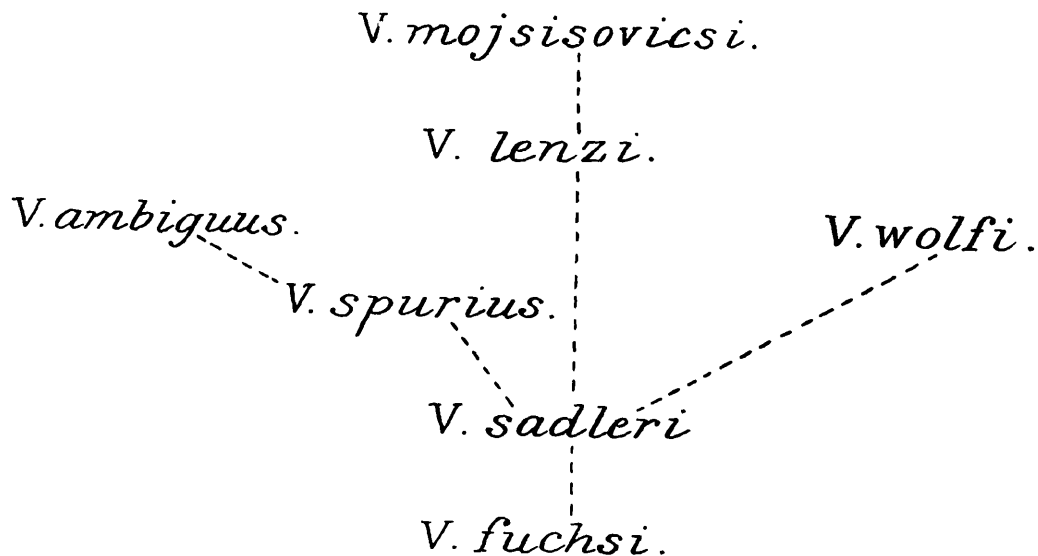 V. mojsisovicsi.
V. lenzi.
V. ambiguus.
V. wolfi.
V. spurius.
V. sadleri
V. fuchsi.